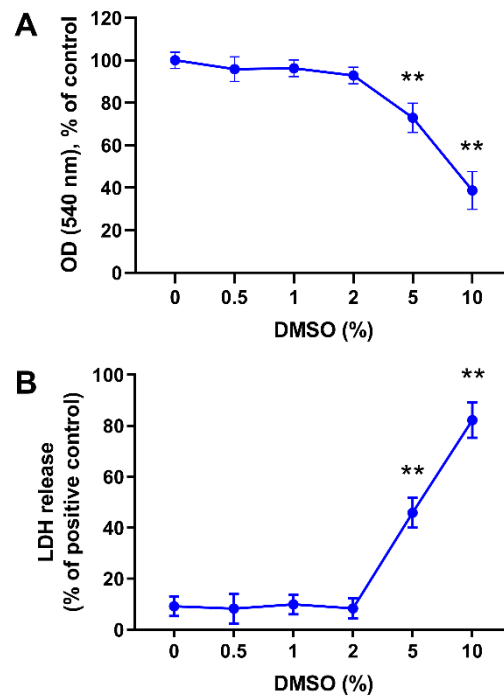 A
OD (540 nm), % of control
120
100
80
60
40
20
0
**
**
0 0.5 1 2 5 10
DMSO (%)
B
LDH release
(% of positive control)
100
80
60
40
20
0
**
**
0 0.5 1 2 5 10
DMSO (%)